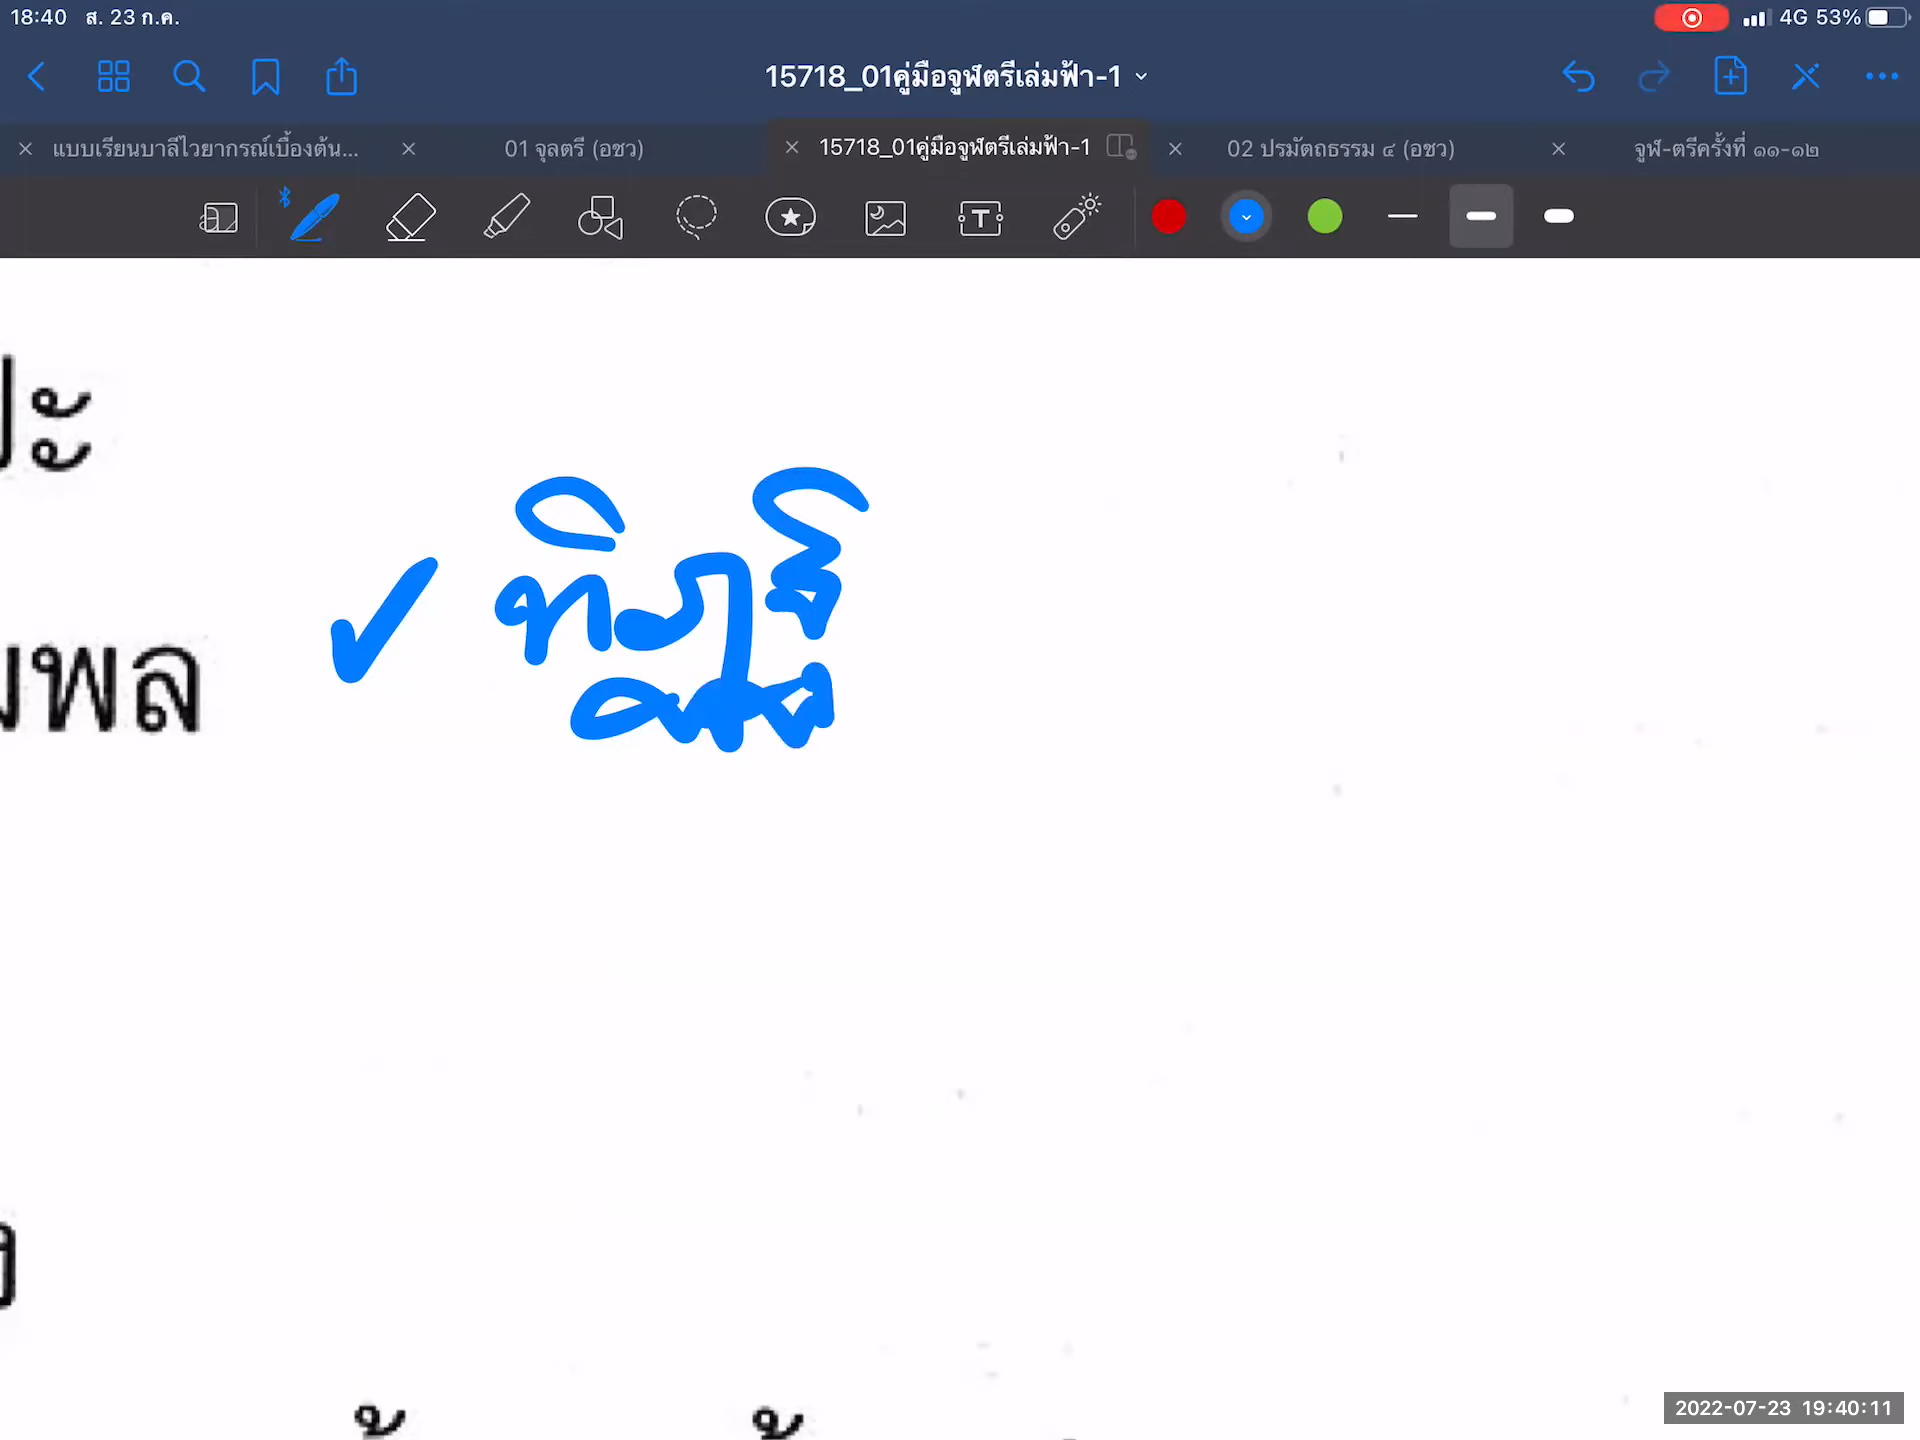 18:40 ส. 23 ก.ค. 4G 53%
15718_01คู่มือจูฬตรีเล่มฟ้า-1
แบบเรียนบาลีไวยากรณ์เบื้องต้น... 01 จุลตรี (อชว) 15718_01คู่มือจูฬตรีเล่มฟ้า-1 02 ปรมัตถธรรม ๔ (อชว) จูฬ-ตรีครั้งที่ ๑๑-๑๒
ปะ
ทิฏฐิ
มพล
2022-07-23 19:40:11